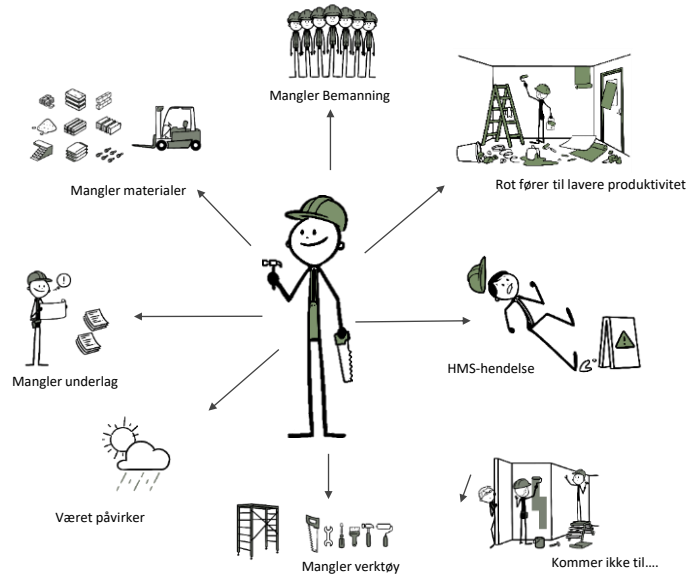 Mangler Bemanning
Mangler materialer
Rot fører til lavere produktivitet
Mangler underlag
HMS-hendelse
Været påvirker
Mangler verktøy
Kommer ikke til....